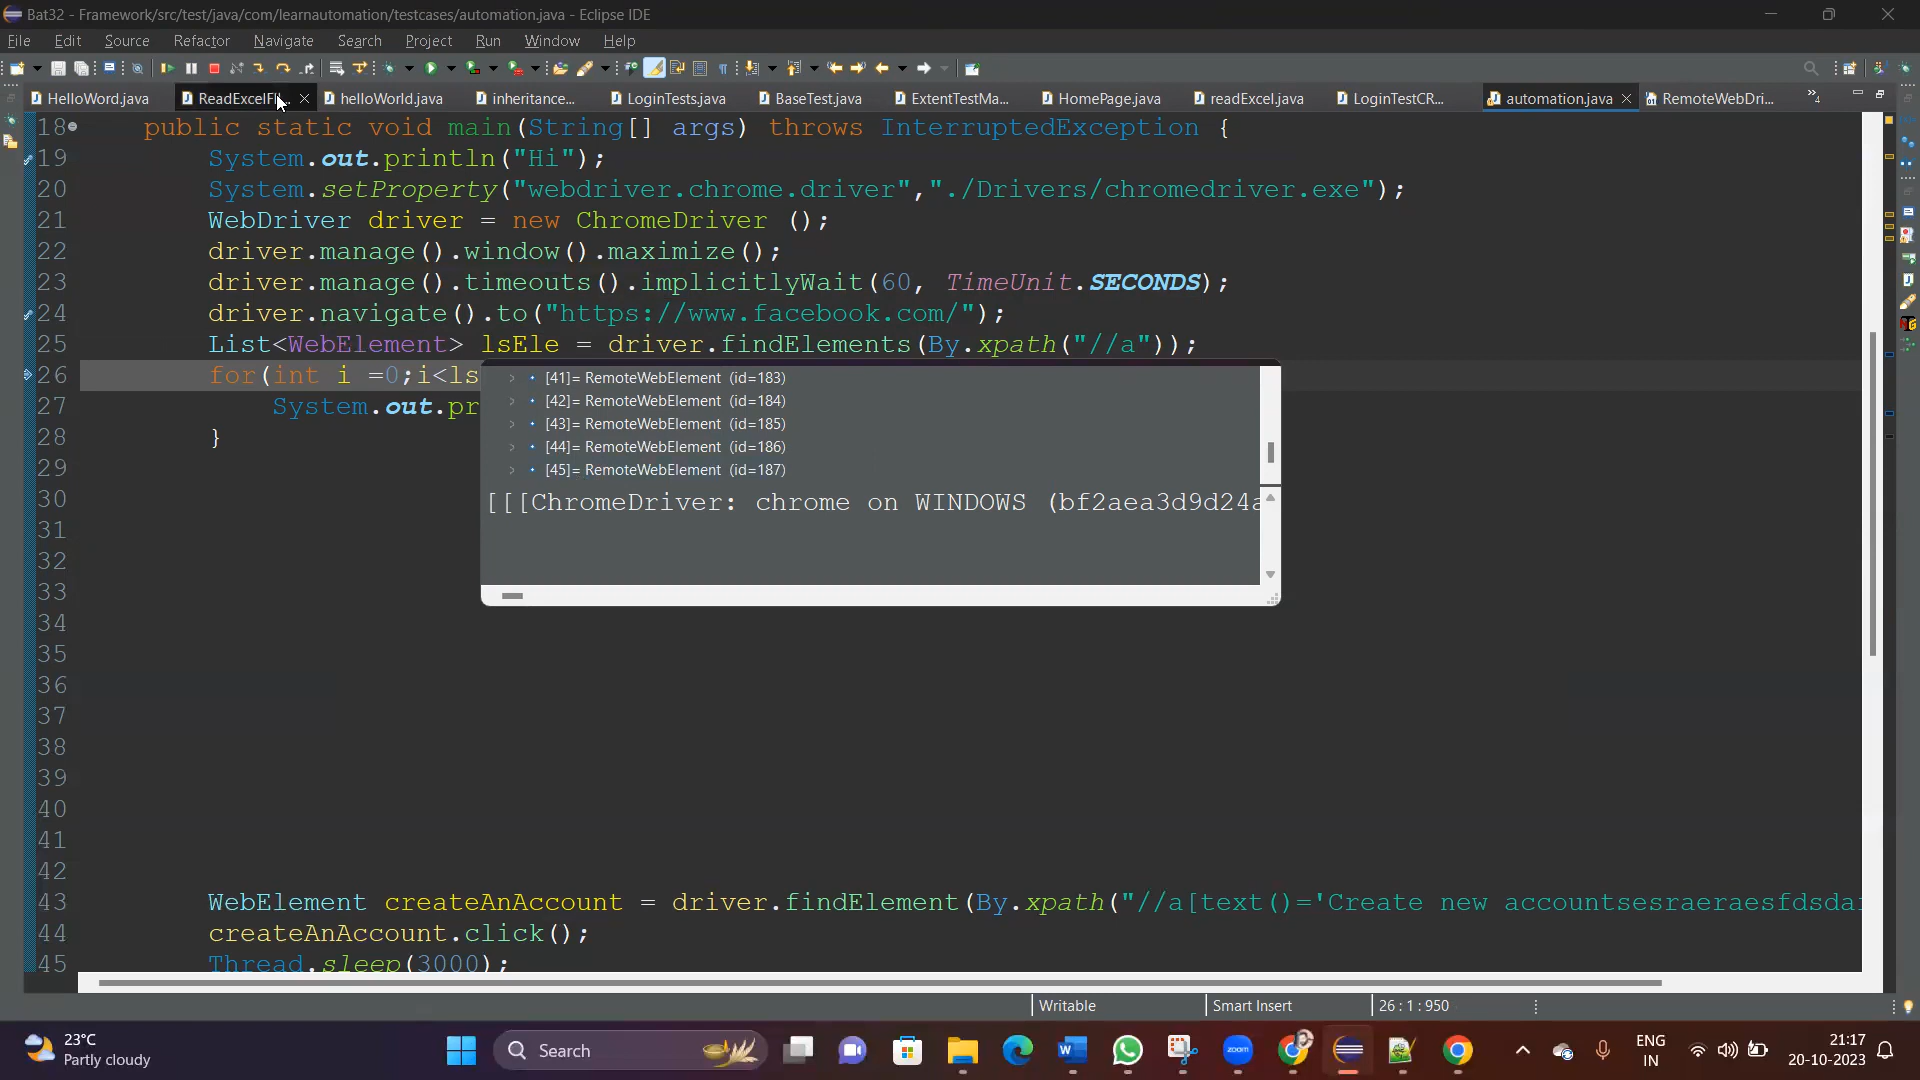 Bat32 - Framework/src/test/java/com/learnautomation/testcases/automation.java - Eclipse IDE
File Edit Source Refactor Navigate Search Project Run Window Help
HelloWord.java ReadExcelFi... helloWorld.java inheritance... LoginTests.java BaseTest.java ExtentTestMa... HomePage.java readExcel.java LoginTestCR... automation.java RemoteWebDri... »4
18 public static void main(String[] args) throws InterruptedException {
19 System.out.println("Hi");
20 System.setProperty("webdriver.chrome.driver","./Drivers/chromedriver.exe");
21 WebDriver driver = new ChromeDriver ();
22 driver.manage().window().maximize();
23 driver.manage().timeouts().implicitlyWait(60, TimeUnit.SECONDS);
24 driver.navigate().to("https://www.facebook.com/");
25 List<WebElement> lsEle = driver.findElements(By.xpath("//a"));
26 for(int i =0;i<ls
[41]= RemoteWebElement (id=183)
[42]= RemoteWebElement (id=184)
27 System.out.pr
[43]= RemoteWebElement (id=185)
28 }
[44]= RemoteWebElement (id=186)
29
[45]= RemoteWebElement (id=187)
30 [[[ChromeDriver: chrome on WINDOWS (bf2aea3d9d24a
31
32
33
34
35
36
37
38
39
40
41
42
43 WebElement createAnAccount = driver.findElement(By.xpath("//a[text()='Create new accountsesraeraesfdsda
44 createAnAccount.click();
45 Thread.sleep(3000);
Writable Smart Insert 26 : 1 : 950
23°C
Partly cloudy
Search
zoom
ENG
IN
21:17
20-10-2023